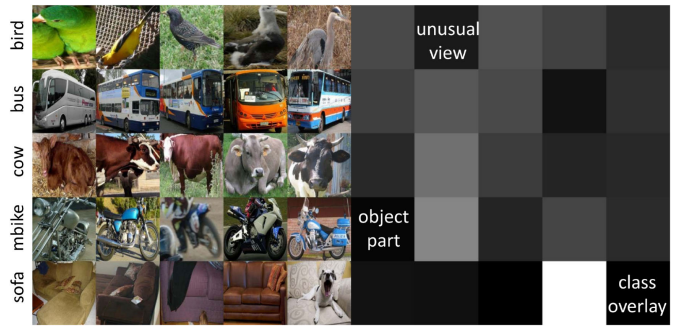 bird
unusual
view
bus
cow
mbike
object
part
sofa
class
overlay